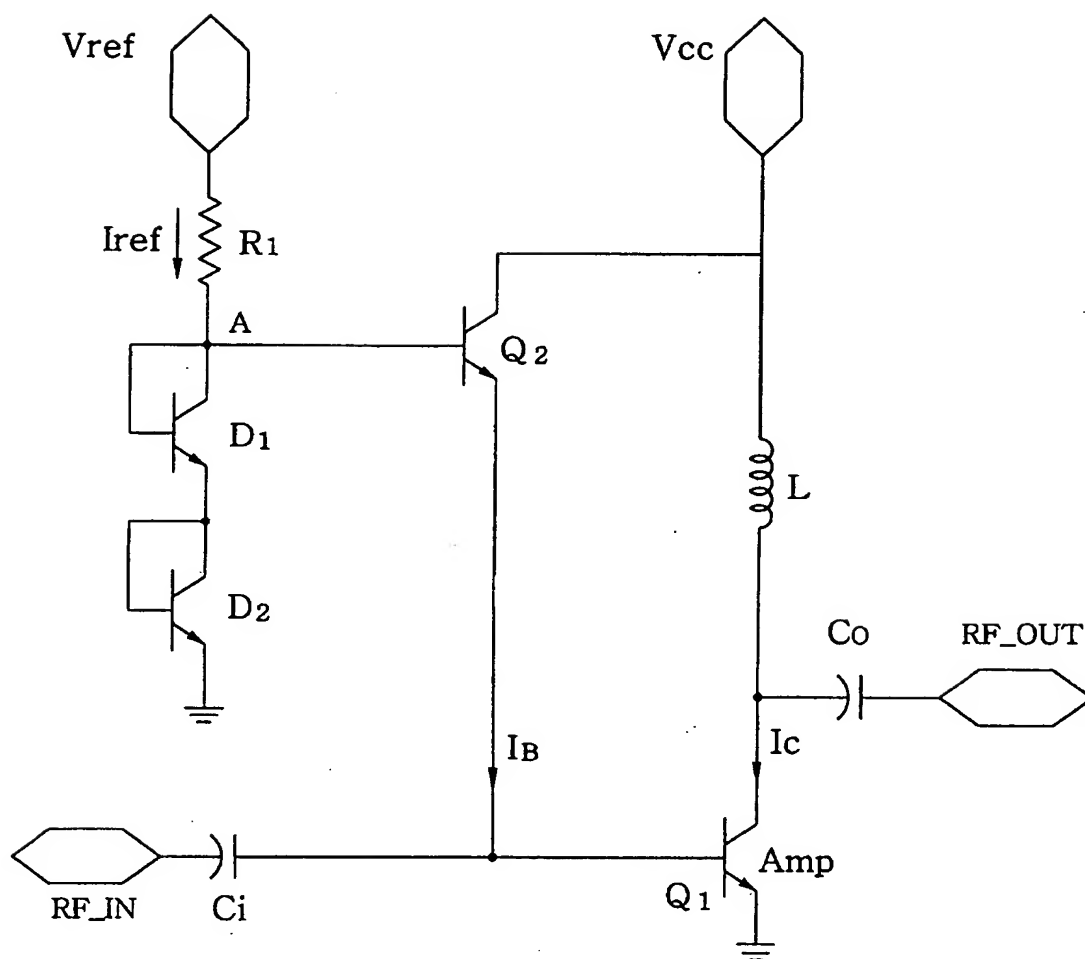 Vref
Vcc
Iref
R1
A
Q2
D1
L
D2
Co
RF_OUT
IB
Ic
Amp
Q1
RF_IN
Ci